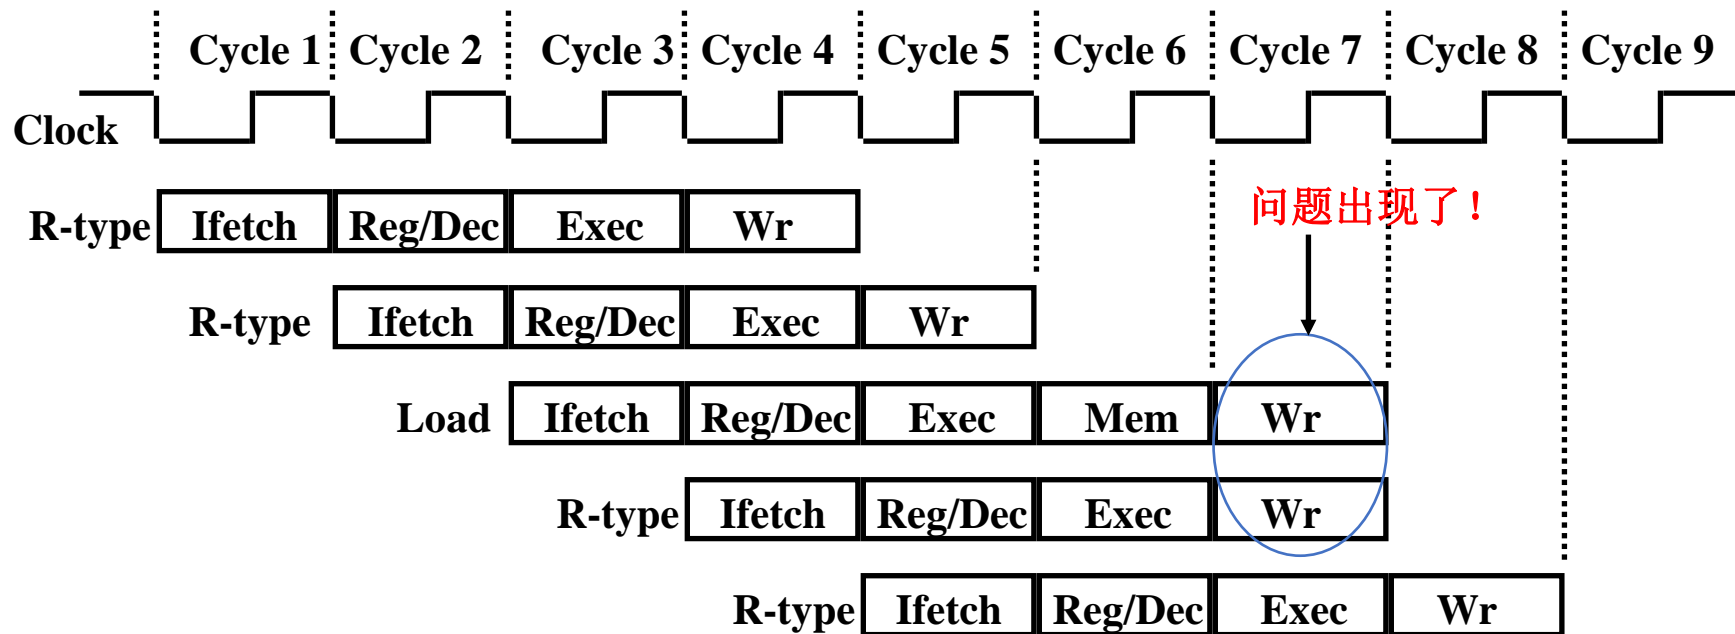 Cycle 1 Cycle 2 Cycle 3 Cycle 4 Cycle 5 Cycle 6 Cycle 7 Cycle 8 Cycle 9
Clock
问题出现了！
R-type Ifetch Reg/Dec Exec Wr
R-type Ifetch Reg/Dec Exec Wr
Load Ifetch Reg/Dec Exec Mem Wr
R-type Ifetch Reg/Dec Exec Wr
R-type Ifetch Reg/Dec Exec Wr